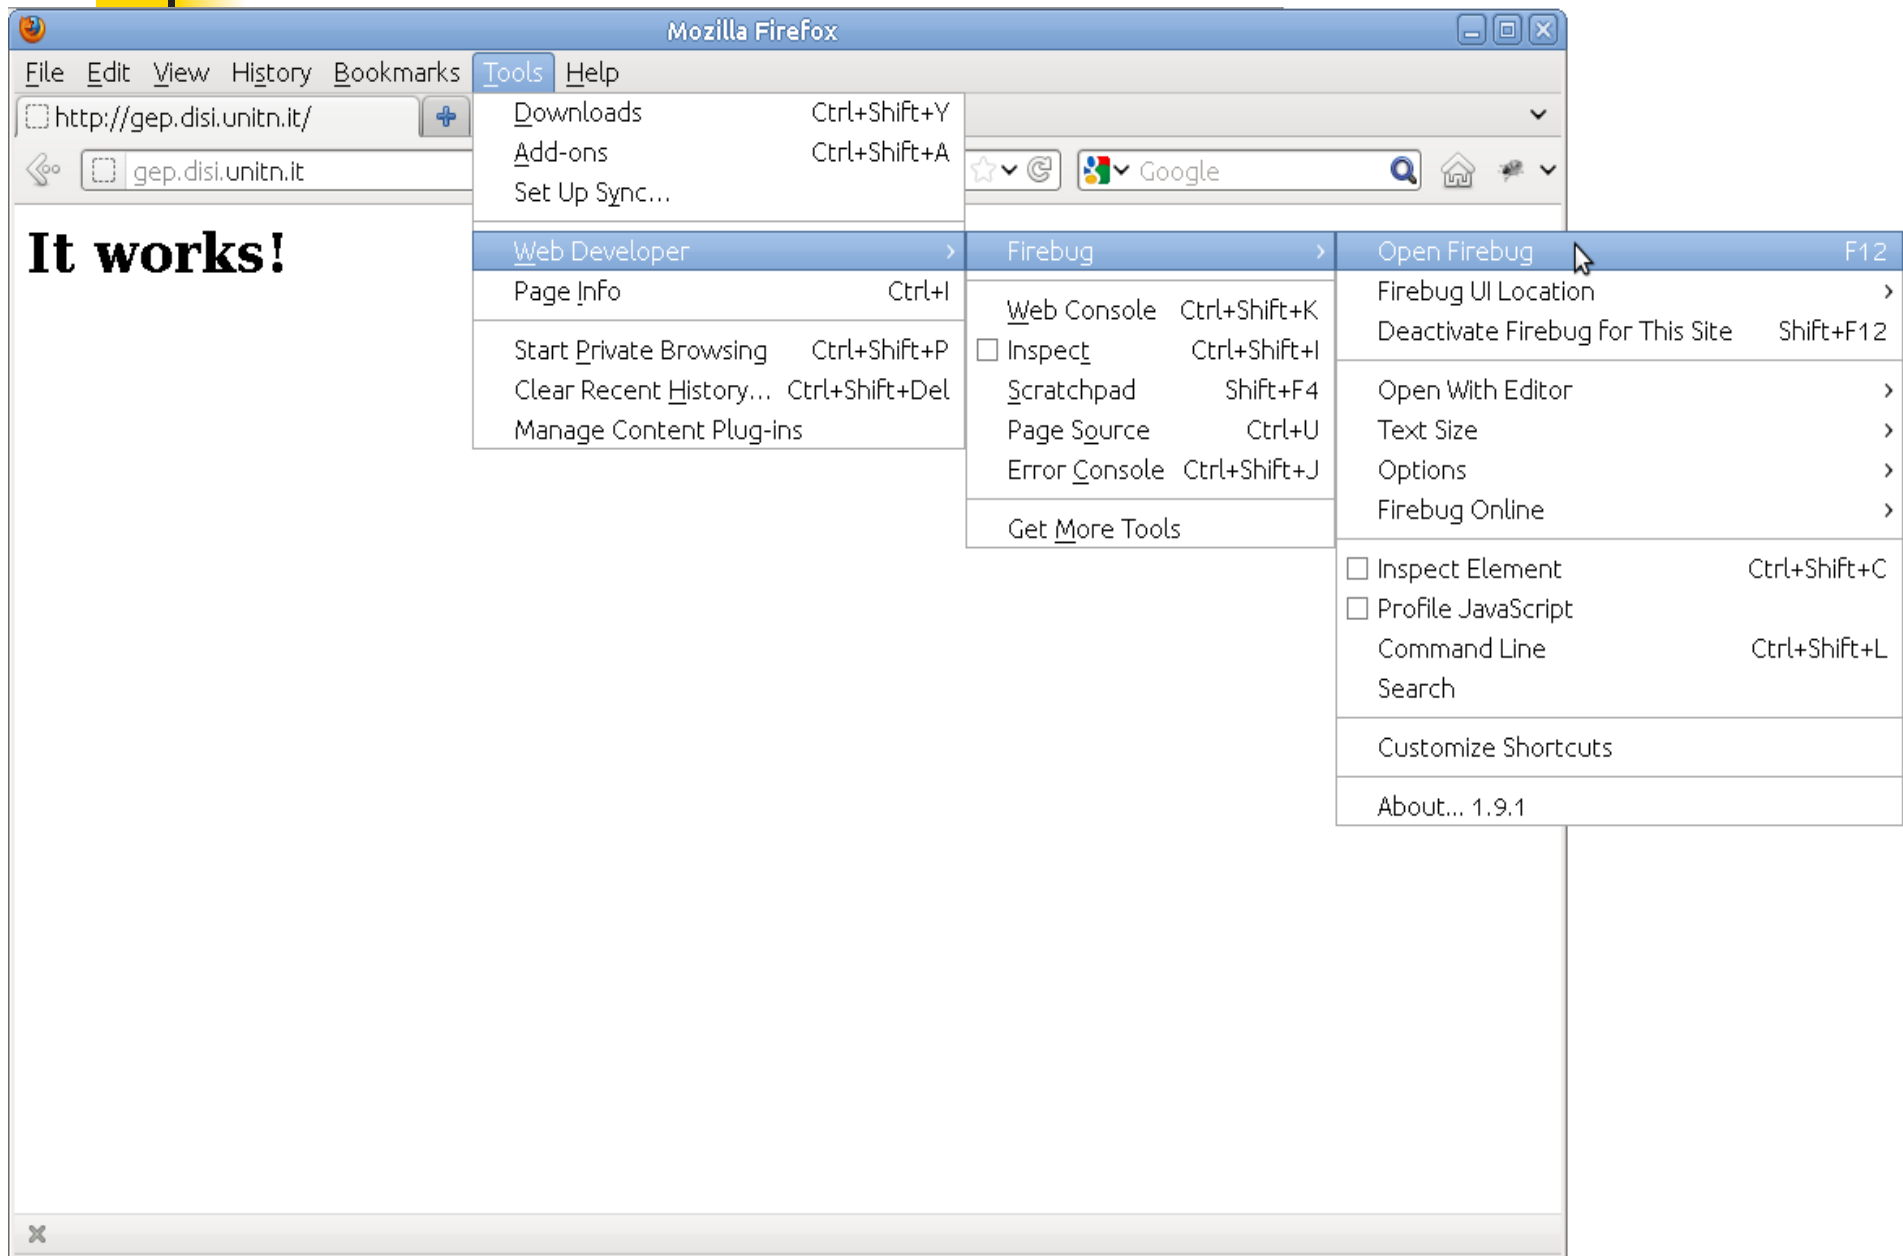 Mozilla Firefox
File Edit View History Bookmarks Tools Help
http://gep.disi.unitn.it/
gep.disi.unitn.it
Google
It works!
Downloads Ctrl+Shift+Y
Add-ons Ctrl+Shift+A
Set Up Sync...
Web Developer
Page Info Ctrl+I
Start Private Browsing Ctrl+Shift+P
Clear Recent History... Ctrl+Shift+Del
Manage Content Plug-ins
Firebug
Web Console Ctrl+Shift+K
Inspect Ctrl+Shift+I
Scratchpad Shift+F4
Page Source Ctrl+U
Error Console Ctrl+Shift+J
Get More Tools
Open Firebug F12
Firebug UI Location
Deactivate Firebug for This Site Shift+F12
Open With Editor
Text Size
Options
Firebug Online
Inspect Element Ctrl+Shift+C
Profile JavaScript
Command Line Ctrl+Shift+L
Search
Customize Shortcuts
About... 1.9.1